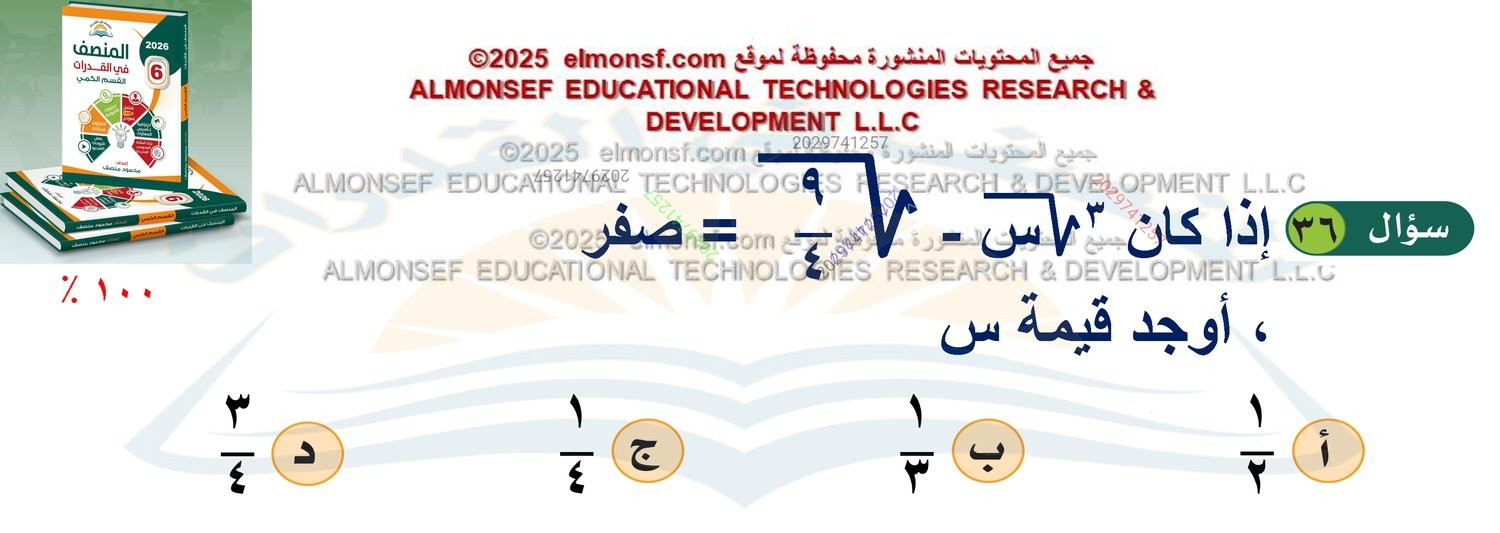 جميع المحتويات المنشورة محفوظة لموقع elmonsf.com ©2025
ALMONSEF EDUCATIONAL TECHNOLOGIES RESEARCH &
DEVELOPMENT L.L.C
2029741257
جميع المحتويات المنشورة محفوظة لموقع elmonsf.com ©2025
ALMONSEF EDUCATIONAL TECHNOLOGIES RESEARCH & DEVELOPMENT L.L.C
سؤال ٣٦ إذا كان ٣√س - √(٩/٤) = صفر
جميع المحتويات المنشورة محفوظة لموقع elmonsf.com ©2025
ALMONSEF EDUCATIONAL TECHNOLOGIES RESEARCH & DEVELOPMENT L.L.C
، أوجد قيمة س
أ ١/٢ ب ١/٣ ج ١/٤ د ٣/٤
2026
المنصف
في القدرات
القسم الكمي
6
محمود منصف
١٠٠ ٪